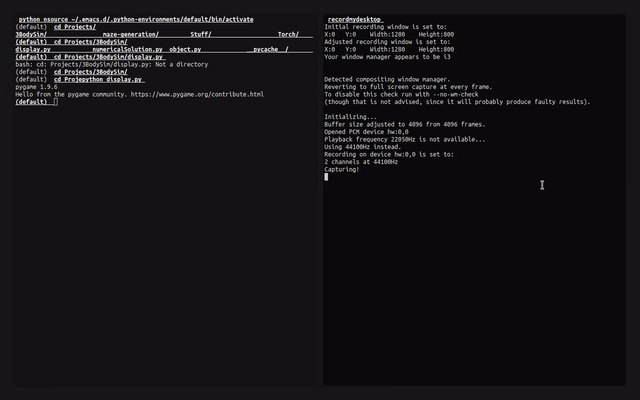 python nsource ~/.emacs.d/.python-environments/default/bin/activate
(default) cd Projects/
3BodySim/ maze-generation/ Stuff/ Torch/
(default) cd Projects/3BodySim/
display.py numericalSolution.py object.py __pycache__/
(default) cd Projects/3BodySim/display.py
bash: cd: Projects/3BodySim/display.py: Not a directory
(default) cd Projects/3BodySim/
(default) cd Projepython display.py
pygame 1.9.6
Hello from the pygame community. https://www.pygame.org/contribute.html
(default)
recordmydesktop
Initial recording window is set to:
X:0 Y:0 Width:1280 Height:800
Adjusted recording window is set to:
X:0 Y:0 Width:1280 Height:800
Your window manager appears to be i3
Detected compositing window manager.
Reverting to full screen capture at every frame.
To disable this check run with --no-wm-check
(though that is not advised, since it will probably produce faulty results).
Initializing...
Buffer size adjusted to 4096 from 4096 frames.
Opened PCM device hw:0,0
Playback frequency 22050Hz is not available...
Using 44100Hz instead.
Recording on device hw:0,0 is set to:
2 channels at 44100Hz
Capturing!